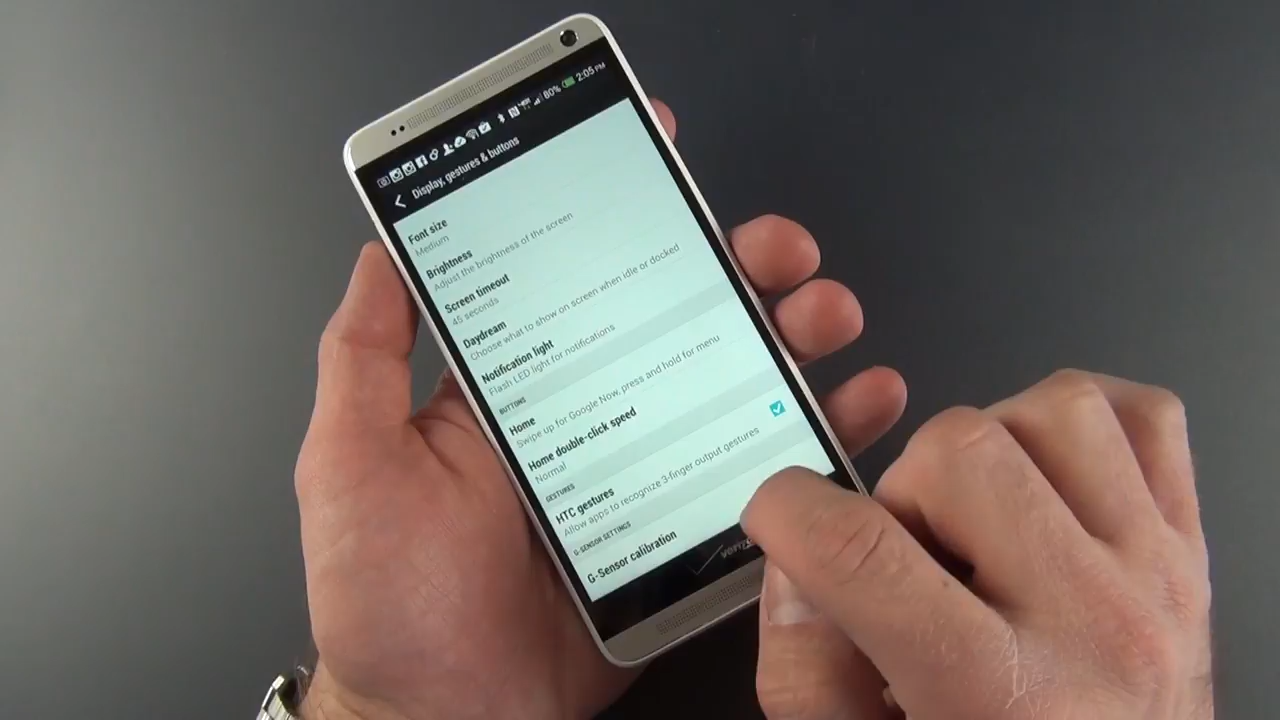 80% 2:05 PM
Display, gestures & buttons
Font size
Medium
Brightness
Adjust the brightness of the screen
Screen timeout
45 seconds
Daydream
Choose what to show on screen when idle or docked
Notification light
Flash LED light for notifications
BUTTONS
Home
Swipe up for Google Now, press and hold for menu
Home double-click speed
Normal
GESTURES
HTC gestures
Allow apps to recognize 3-finger output gestures
G-SENSOR SETTINGS
G-Sensor calibration